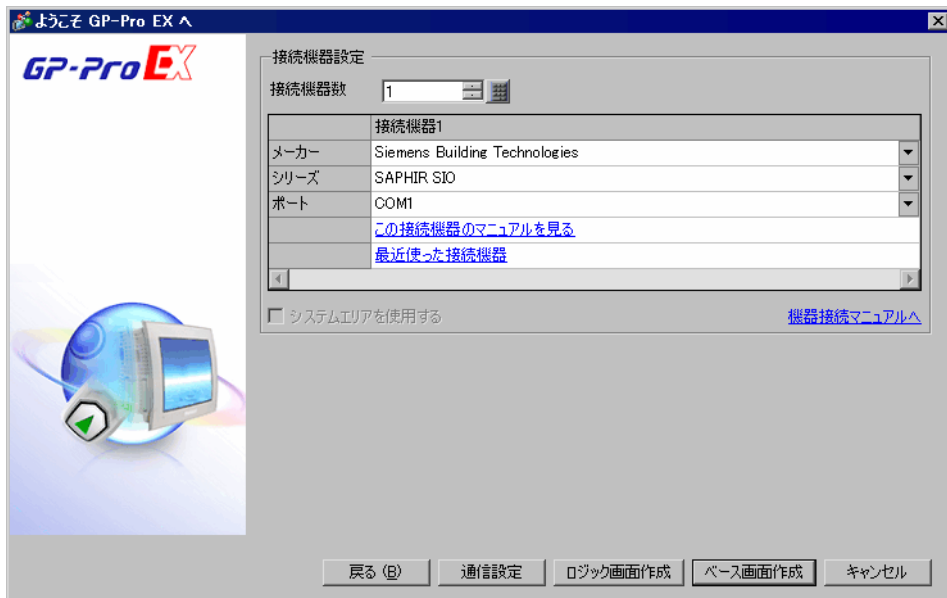 ようこそ GP-Pro EX へ
GP-Pro EX
接続機器設定
接続機器数 1
接続機器1
メーカー Siemens Building Technologies
シリーズ SAPHIR SIO
ポート COM1
この接続機器のマニュアルを見る
最近使った接続機器
システムエリアを使用する 機器接続マニュアルへ
戻る (B) 通信設定 ロジック画面作成 ベース画面作成 キャンセル